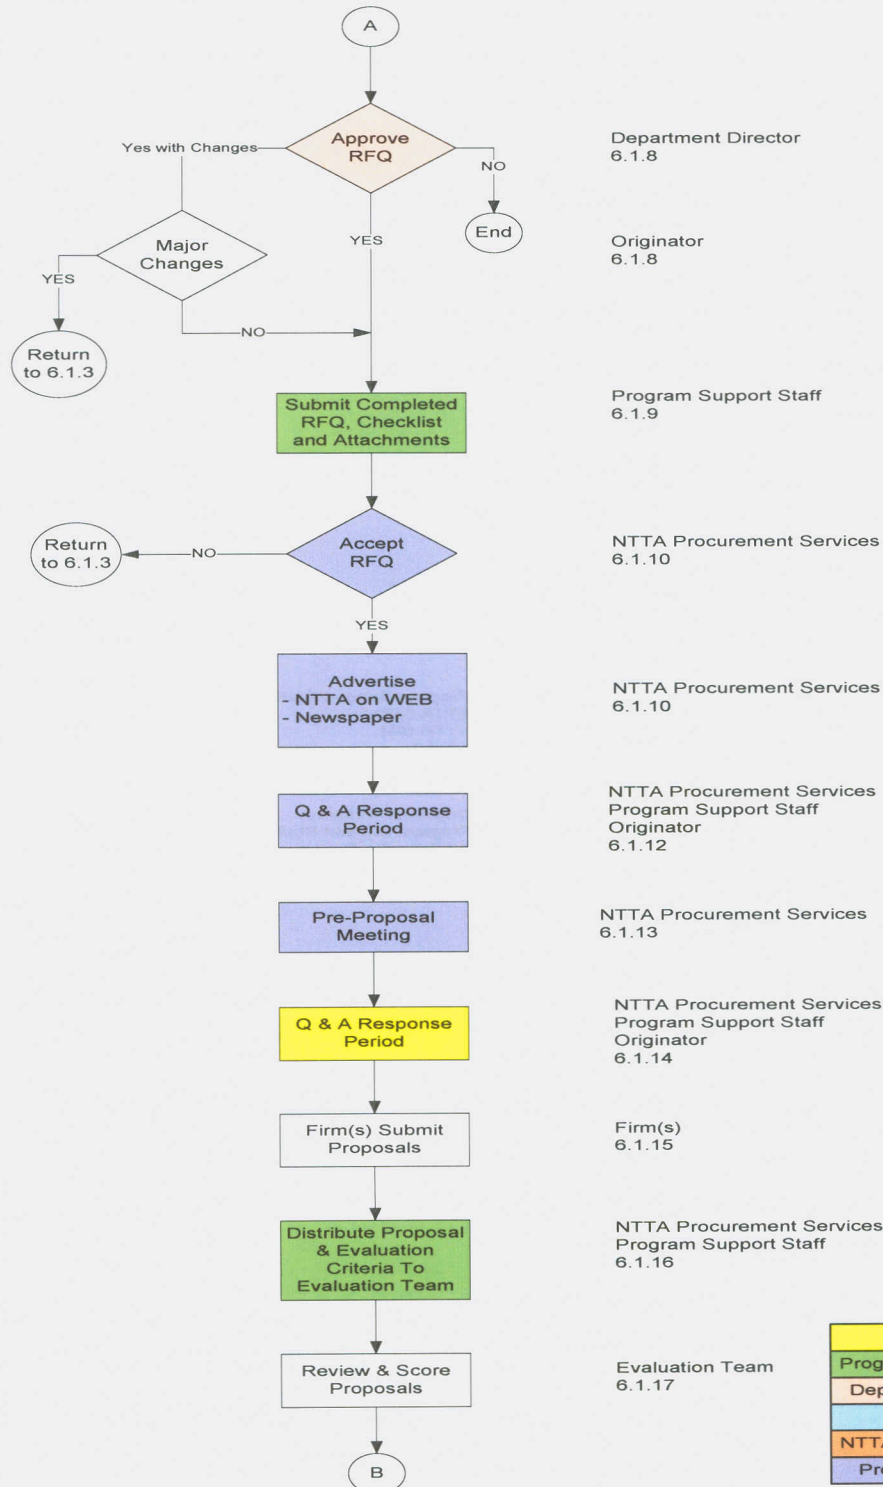 A
Approve
RFQ
Yes with Changes
NO
Department Director
6.1.8
End
YES
Major
Changes
Originator
6.1.8
YES
NO
Return
to 6.1.3
Submit Completed
RFQ, Checklist
and Attachments
Program Support Staff
6.1.9
Accept
RFQ
NO
Return
to 6.1.3
NTTA Procurement Services
6.1.10
YES
Advertise
- NTTA on WEB
- Newspaper
NTTA Procurement Services
6.1.10
Q & A Response
Period
NTTA Procurement Services
Program Support Staff
Originator
6.1.12
Pre-Proposal
Meeting
NTTA Procurement Services
6.1.13
Q & A Response
Period
NTTA Procurement Services
Program Support Staff
Originator
6.1.14
Firm(s) Submit
Proposals
Firm(s)
6.1.15
Distribute Proposal
& Evaluation
Criteria To
Evaluation Team
NTTA Procurement Services
Program Support Staff
6.1.16
Review & Score
Proposals
Evaluation Team
6.1.17
Prog
Dep
NTTA
Pro
B